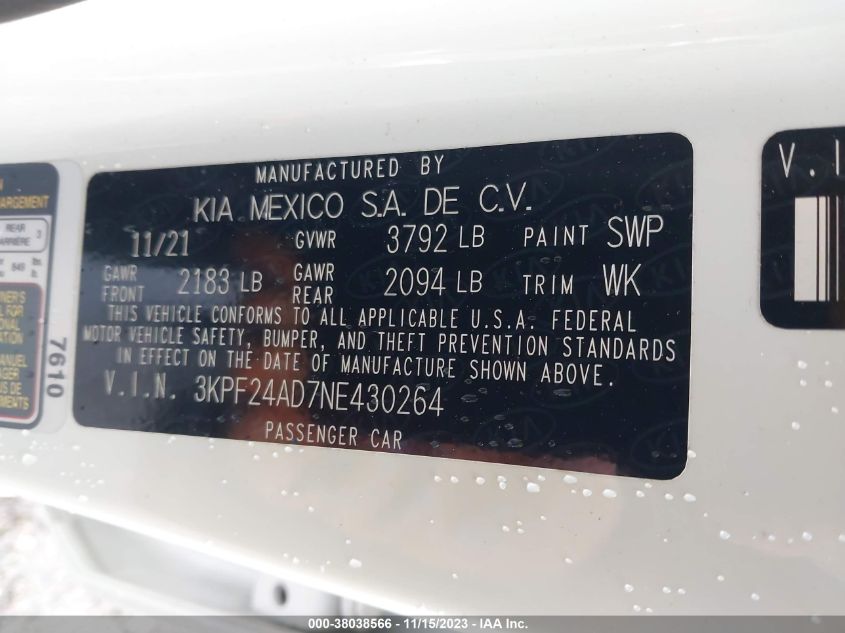 MANUFACTURED BY
KIA MEXICO S.A. DE C.V.
11/21 GVWR 3792 LB PAINT SWP
GAWR FRONT 2183 LB GAWR REAR 2094 LB TRIM WK
THIS VEHICLE CONFORMS TO ALL APPLICABLE U.S.A. FEDERAL
MOTOR VEHICLE SAFETY, BUMPER, AND THEFT PREVENTION STANDARDS
IN EFFECT ON THE DATE OF MANUFACTURE SHOWN ABOVE.
V.I.N. 3KPF24AD7NE430264
PASSENGER CAR
REAR 3
7610
V.I
000-38038566 - 11/15/2023 - IAA Inc.